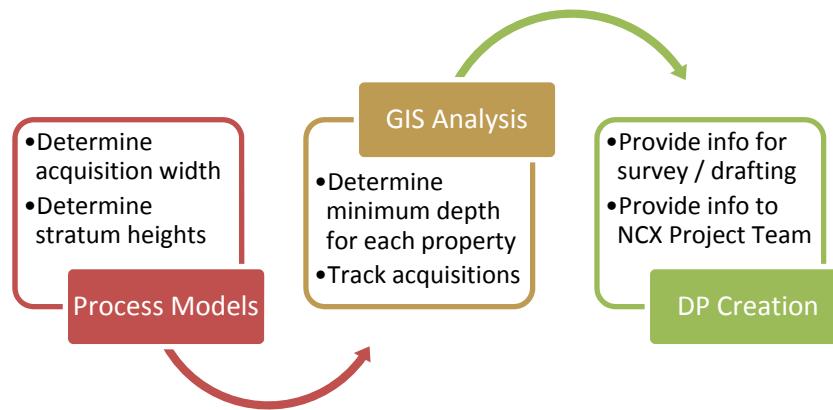 •Determine
acquisition width
•Determine
stratum heights
Process Models
GIS Analysis
•Determine
minimum depth
for each property
•Track acquisitions
•Provide info for
survey / drafting
•Provide info to
NCX Project Team
DP Creation